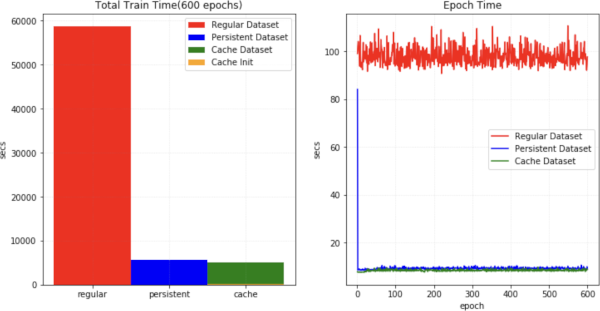 Total Train Time(600 epochs)
Regular Dataset
Persistent Dataset
Cache Dataset
Cache Init
secs
60000
50000
40000
30000
20000
10000
0
regular
persistent
cache
Epoch Time
Regular Dataset
Persistent Dataset
Cache Dataset
secs
100
80
60
40
20
0
100
200
300
400
500
600
epoch